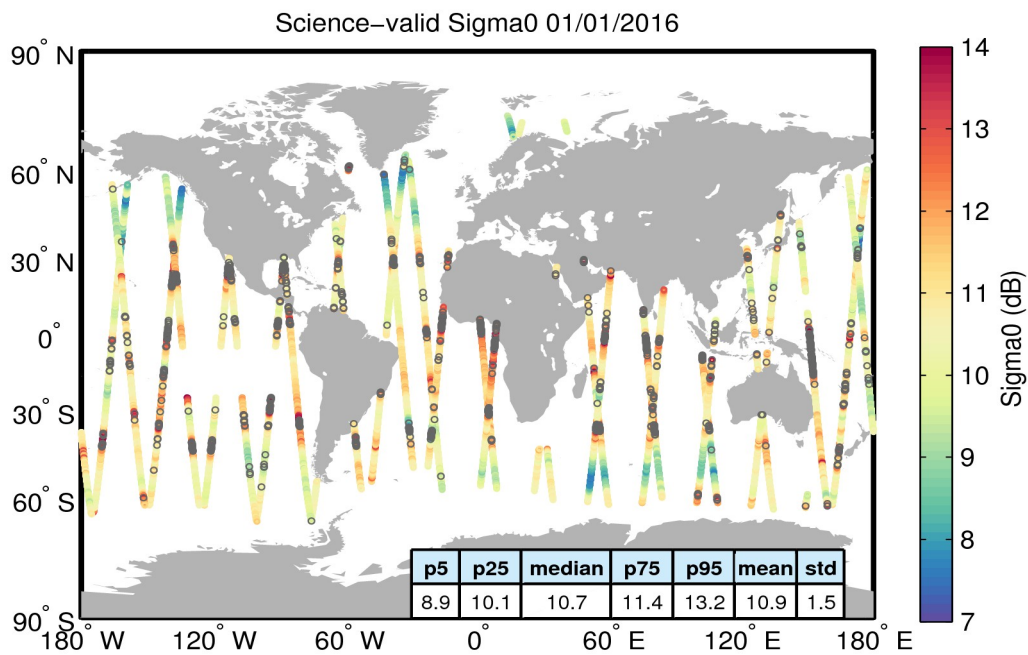 Science−valid Sigma0 01/01/2016
90° N
60° N
30° N
0°
30° S
60° S
90° S
180° W
120° W
60° W
0°
60° E
120° E
180° E
p5 p25 median p75 p95 mean std
8.9 10.1 10.7 11.4 13.2 10.9 1.5
14
13
12
11
10
9
8
7
Sigma0 (dB)